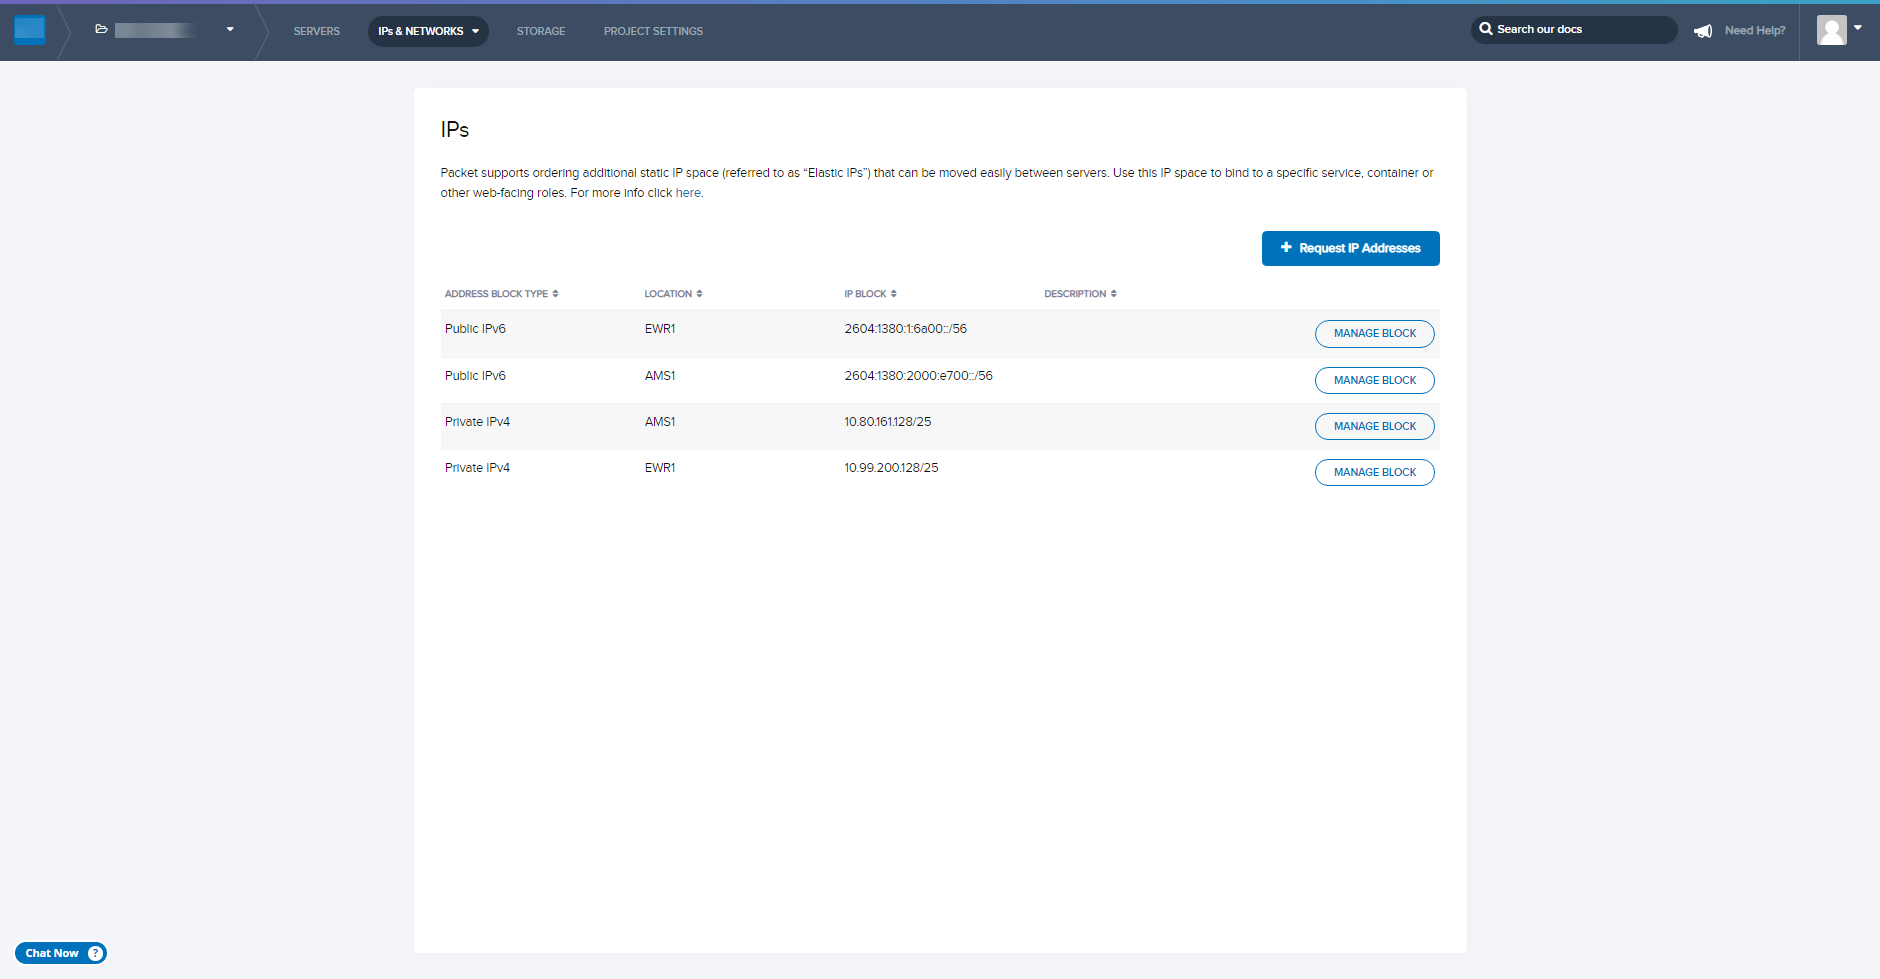 SERVERS
IPs & NETWORKS
STORAGE
PROJECT SETTINGS
Search our docs
Need Help?
IPs
Packet supports ordering additional static IP space (referred to as “Elastic IPs”) that can be moved easily between servers. Use this IP space to bind to a specific service, container or
other web-facing roles. For more info click here.
+ Request IP Addresses
ADDRESS BLOCK TYPE LOCATION IP BLOCK DESCRIPTION
Public IPv6 EWR1 2604:1380:1:6a00::/56 MANAGE BLOCK
Public IPv6 AMS1 2604:1380:2000:e700::/56 MANAGE BLOCK
Private IPv4 AMS1 10.80.161.128/25 MANAGE BLOCK
Private IPv4 EWR1 10.99.200.128/25 MANAGE BLOCK
Chat Now ?